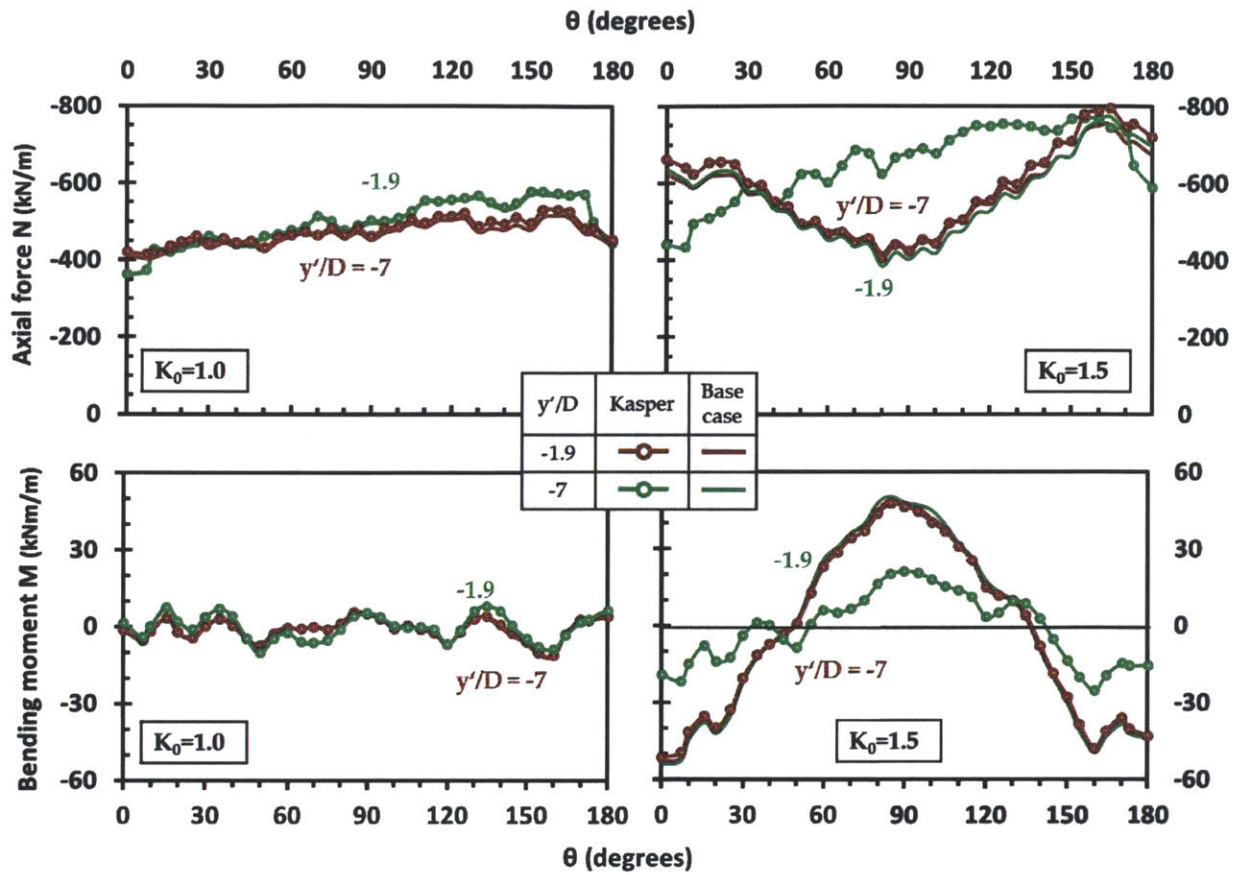 θ (degrees)
0 30 60 90 120 150 180
0 30 60 90 120 150 180
Axial force N (kN/m)
-800
-600
-400
-200
0
-1.9
y'/D = -7
K₀=1.0
y'/D = -7
-1.9
K₀=1.5
-800
-600
-400
-200
0
y'/D Kasper Base case
-1.9
-7
Bending moment M (kNm/m)
60
30
0
-30
-60
-1.9
y'/D = -7
K₀=1.0
-1.9
y'/D = -7
K₀=1.5
60
30
0
-30
-60
0 30 60 90 120 150 180
0 30 60 90 120 150 180
θ (degrees)